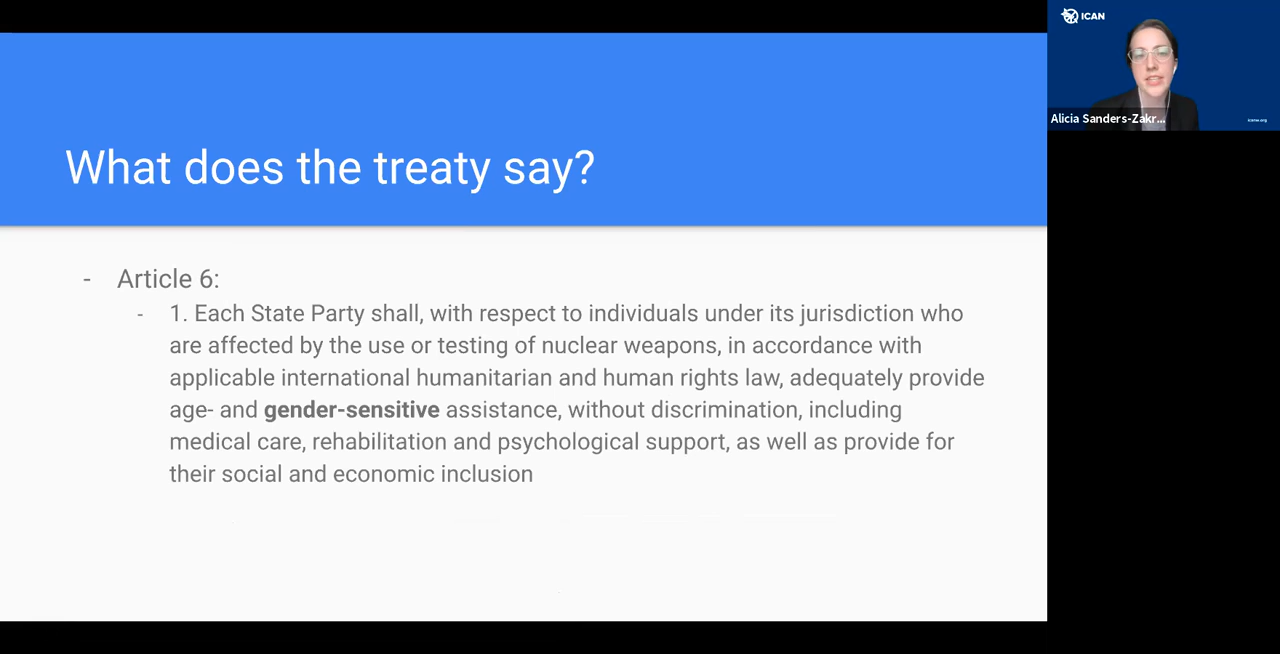 What does the treaty say?
- Article 6:
- 1. Each State Party shall, with respect to individuals under its jurisdiction who
are affected by the use or testing of nuclear weapons, in accordance with
applicable international humanitarian and human rights law, adequately provide
age- and gender-sensitive assistance, without discrimination, including
medical care, rehabilitation and psychological support, as well as provide for
their social and economic inclusion
ICAN
Alicia Sanders-Zakr...